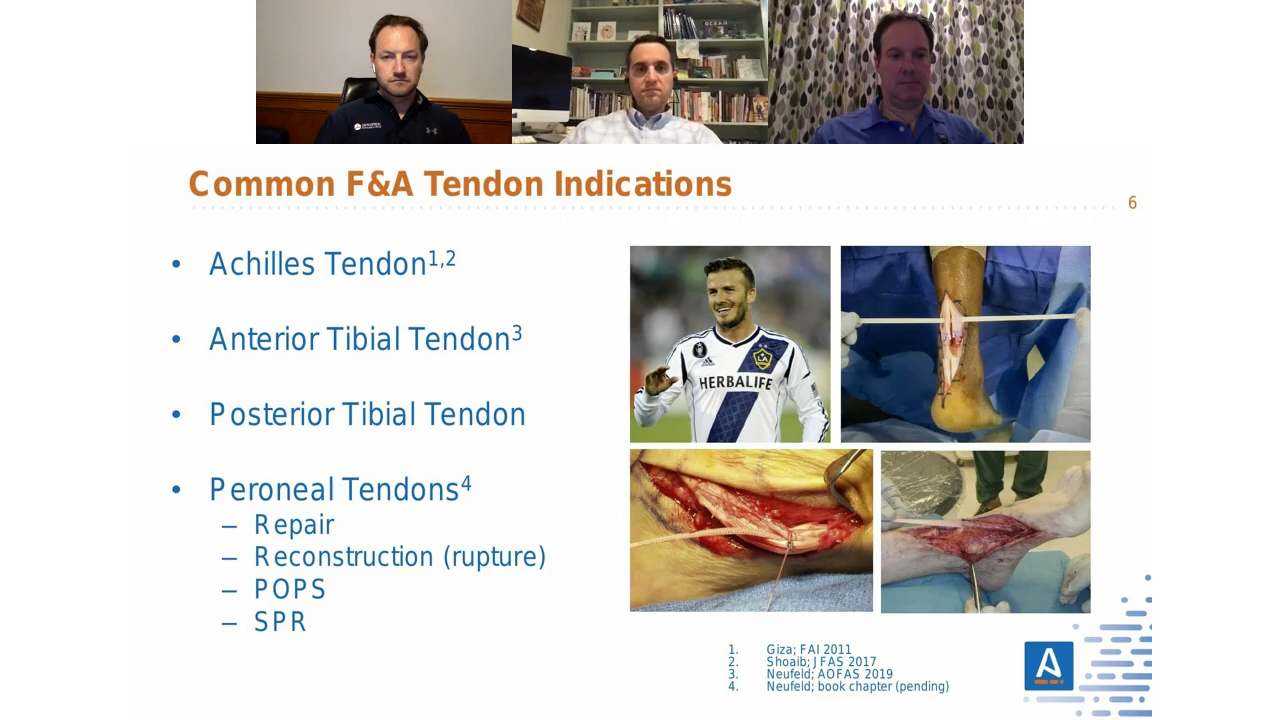 Common F&A Tendon Indications
6
• Achilles Tendon1,2
• Anterior Tibial Tendon3
• Posterior Tibial Tendon
• Peroneal Tendons4
– Repair
– Reconstruction (rupture)
– POPS
– SPR
LA
HERBALIFE
1. Giza; FAI 2011
2. Shoaib; JFAS 2017
3. Neufeld; AOFAS 2019
4. Neufeld; book chapter (pending)
A